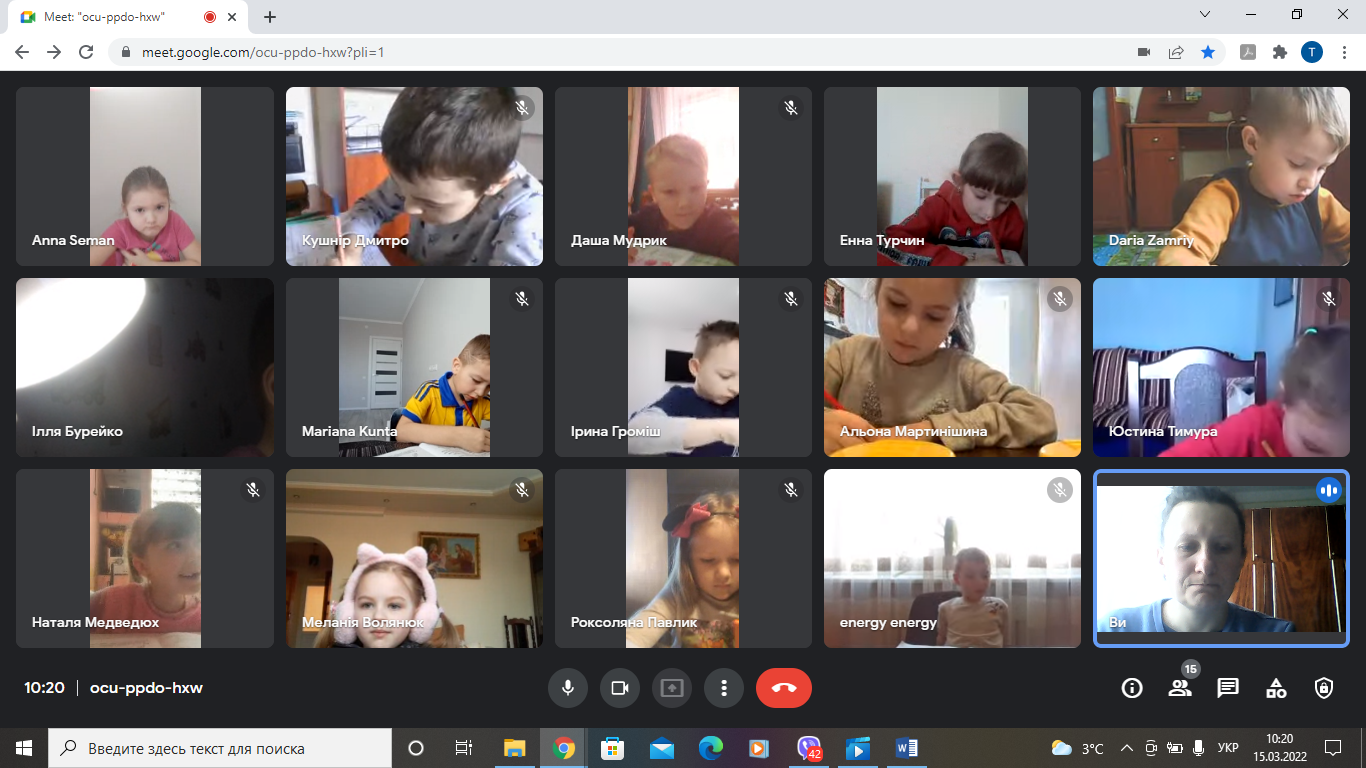 Meet: "ocu-ppdo-hxw"
meet.google.com/ocu-ppdo-hxw?pli=1
T
Anna Seman
Кушнір Дмитро
Даша Мудрик
Енна Турчин
Daria Zamriy
Ілля Бурейко
Mariana Kunta
Ірина Громіш
Альона Мартинішина
Юстина Тимура
Наталя Медведюх
Меланія Волянюк
Роксоляна Павлик
energy energy
Ви
10:20 | ocu-ppdo-hxw
15
Введите здесь текст для поиска
42
3°C
УКР
10:20
15.03.2022